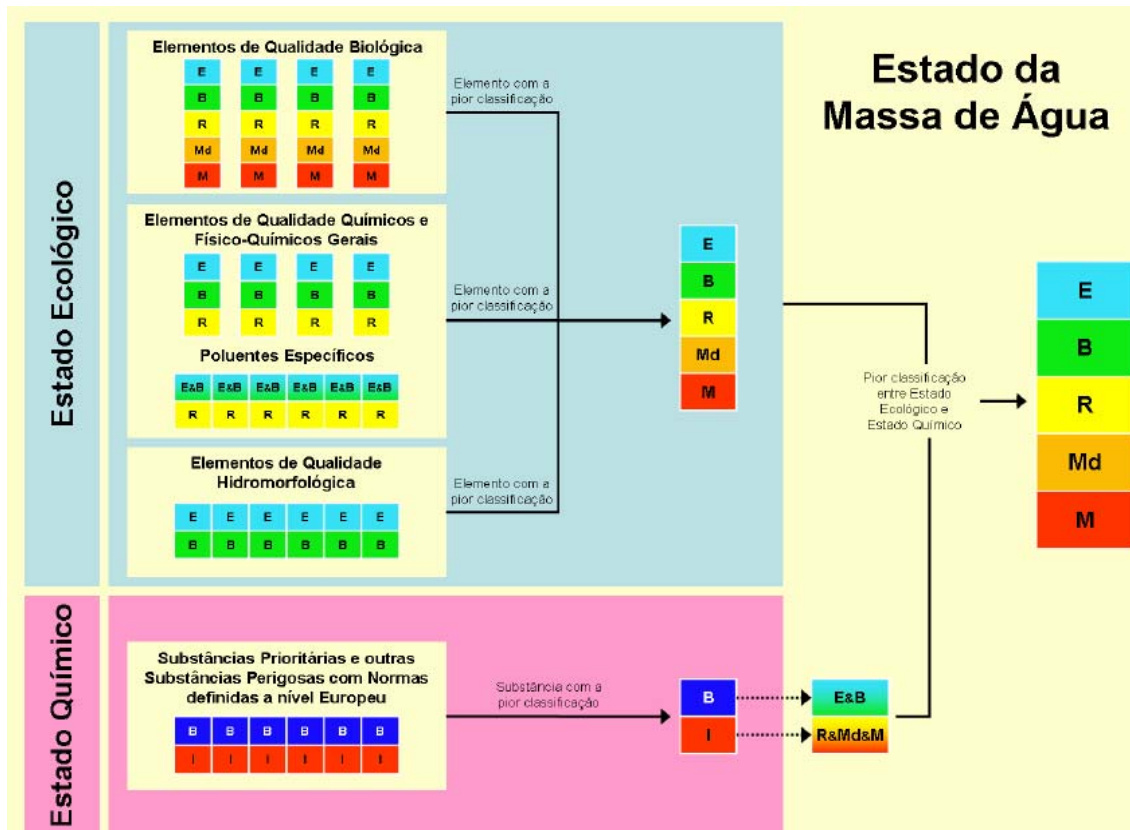 Estado da
Massa de Água
Estado Ecológico
Elementos de Qualidade Biológica
E E E E
B B B B
R R R R
Md Md Md Md
M M M M
Elemento com a
pior classificação
Elementos de Qualidade Químicos e
Físico-Químicos Gerais
E E E E
B B B B
R R R R
Poluentes Específicos
E&B E&B E&B E&B E&B E&B
R R R R R R
Elemento com a
pior classificação
Elementos de Qualidade
Hidromorfológica
E E E E E E
B B B B B B
Elemento com a
pior classificação
E
B
R
Md
M
Estado Químico
Substâncias Prioritárias e outras
Substâncias Perigosas com Normas
definidas a nível Europeu
B B B B B B
I I I I I I
Substância com a
pior classificação
B
I
E&B
R&Md&M
Pior classificação
entre Estado
Ecológico e
Estado Químico
E
B
R
Md
M